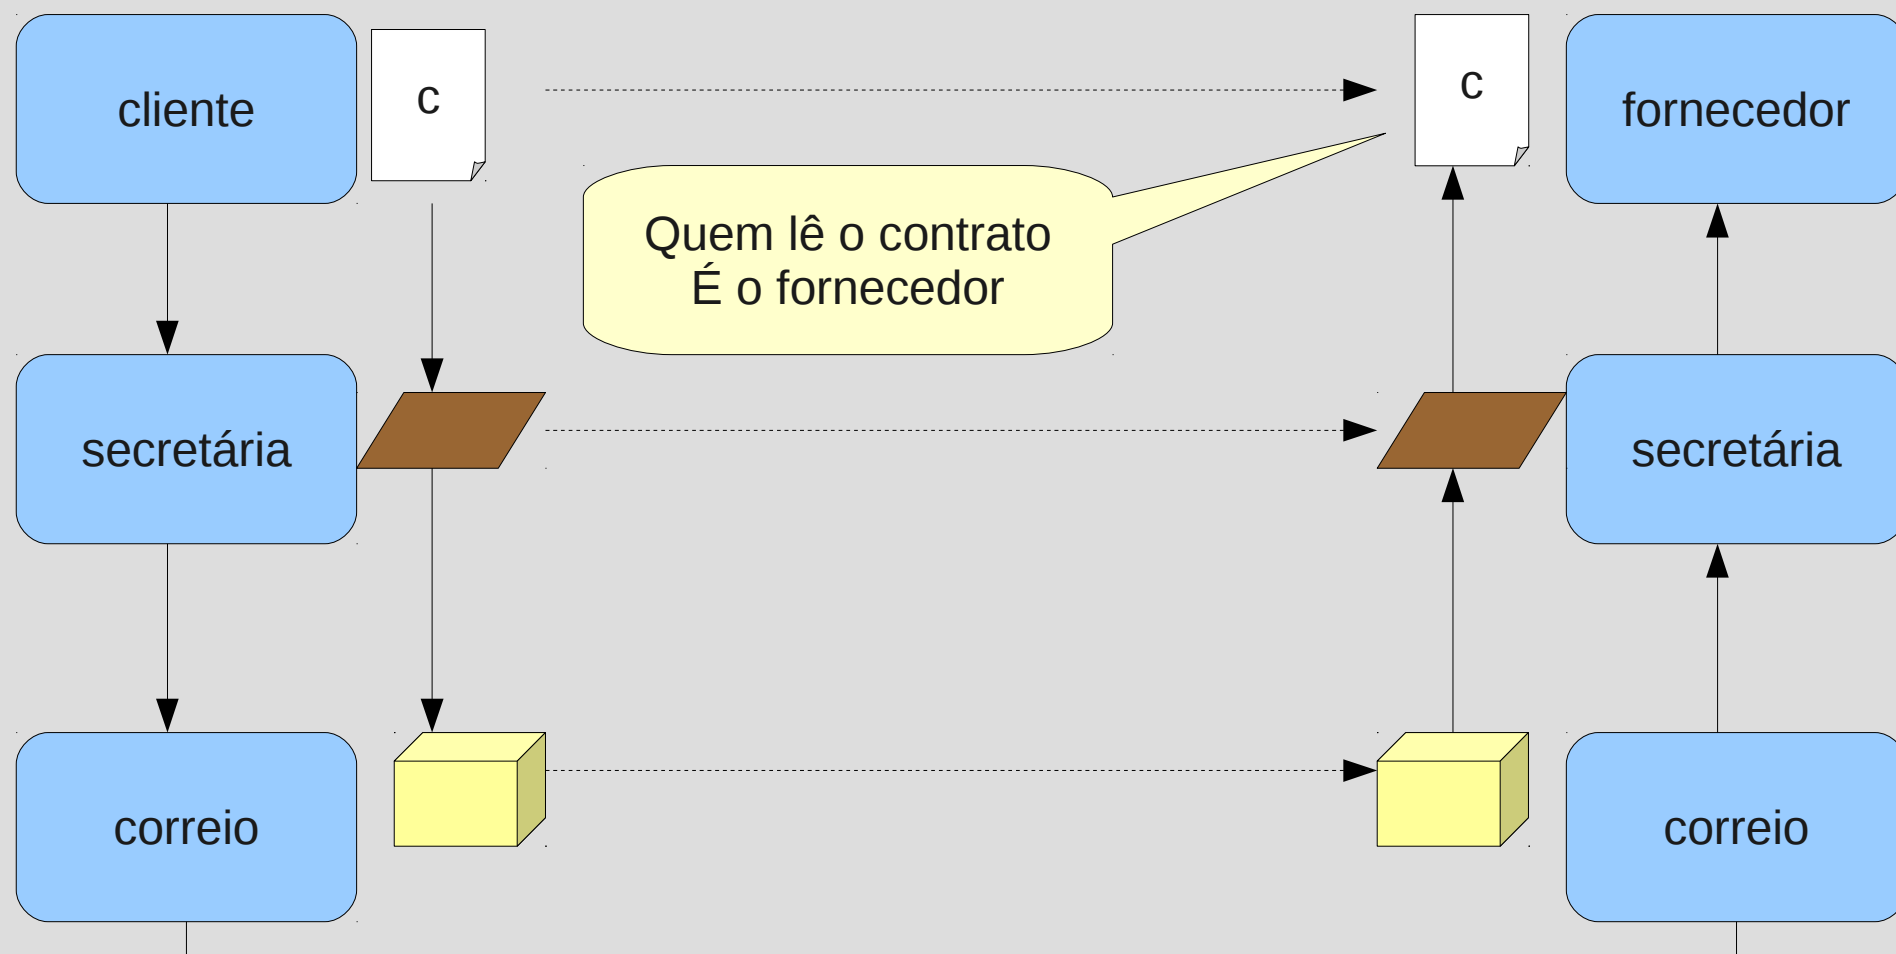 cliente
c
c
fornecedor
Quem lê o contrato
É o fornecedor
secretária
secretária
correio
correio